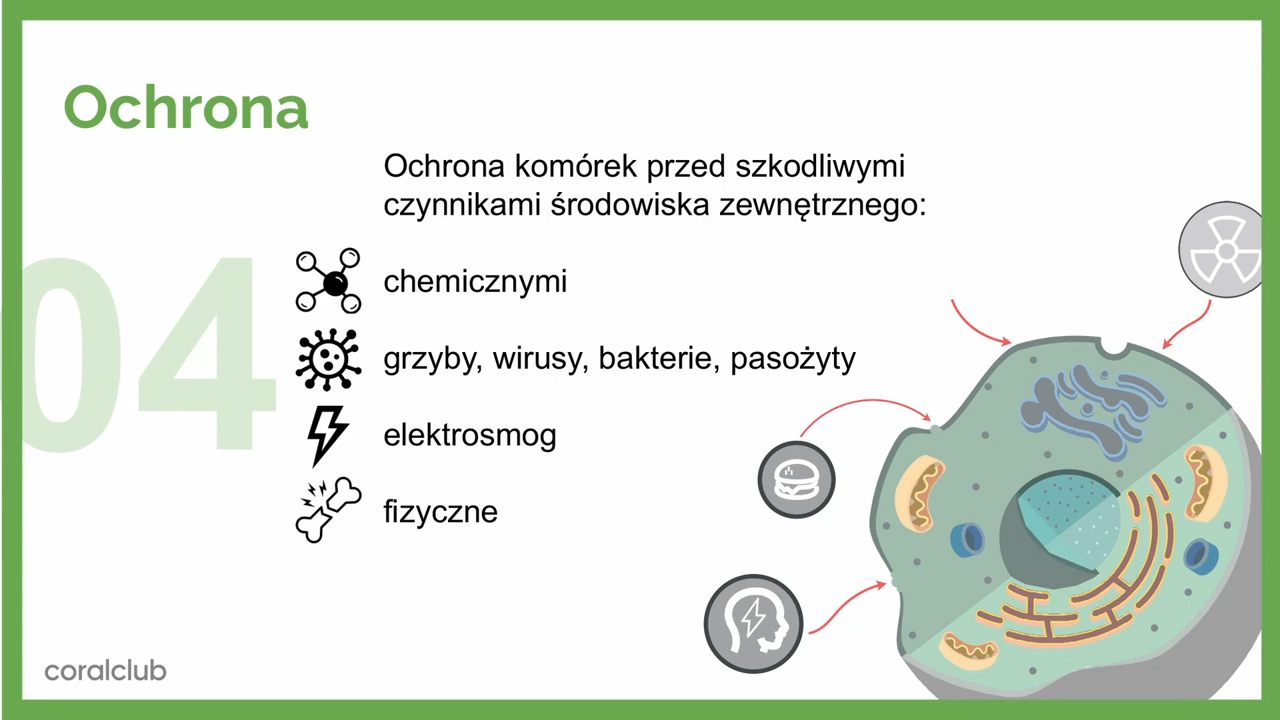 Ochrona
Ochrona komórek przed szkodliwymi
czynnikami środowiska zewnętrznego:
04
chemicznymi
grzyby, wirusy, bakterie, pasożyty
elektrosmog
fizyczne
coralclub